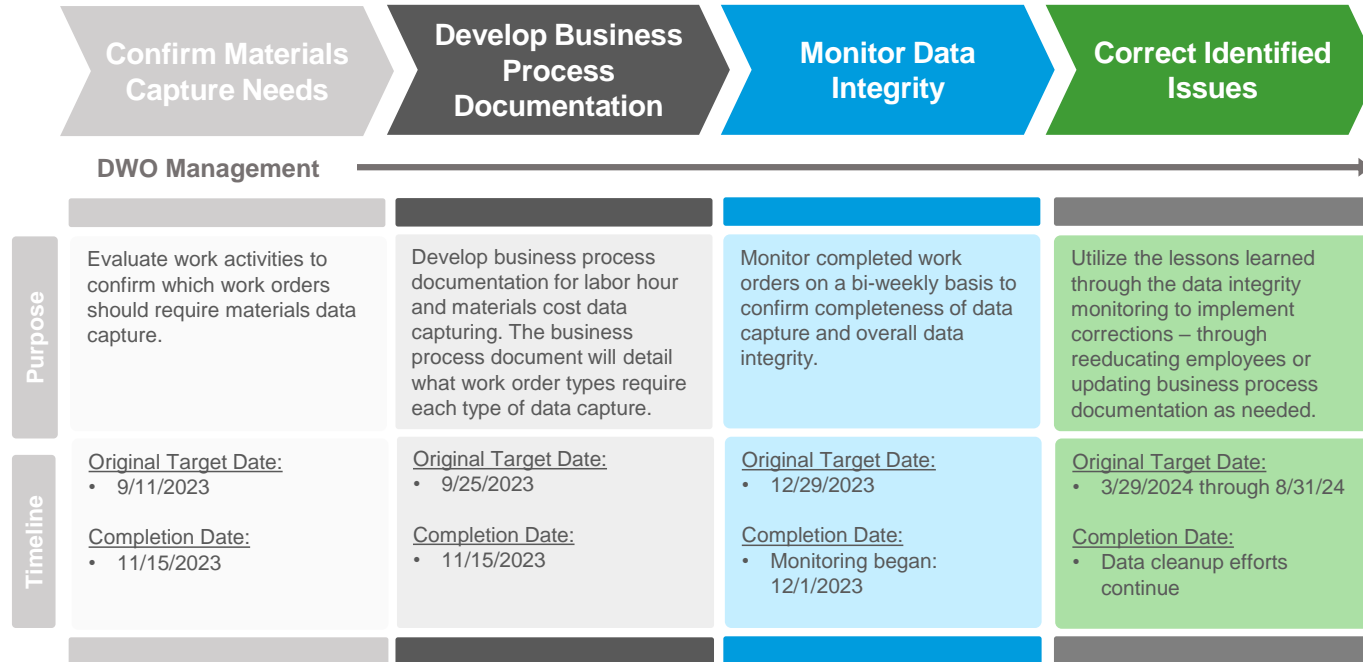 Confirm Materials
Capture Needs
Develop Business
Process
Documentation
Monitor Data
Integrity
Correct Identified
Issues
DWO Management
Purpose
Evaluate work activities to
confirm which work orders
should require materials data
capture.
Develop business process
documentation for labor hour
and materials cost data
capturing. The business
process document will detail
what work order types require
each type of data capture.
Monitor completed work
orders on a bi-weekly basis to
confirm completeness of data
capture and overall data
integrity.
Utilize the lessons learned
through the data integrity
monitoring to implement
corrections – through
reeducating employees or
updating business process
documentation as needed.
Timeline
Original Target Date:
• 9/11/2023
Completion Date:
• 11/15/2023
Original Target Date:
• 9/25/2023
Completion Date:
• 11/15/2023
Original Target Date:
• 12/29/2023
Completion Date:
• Monitoring began:
12/1/2023
Original Target Date:
• 3/29/2024 through 8/31/24
Completion Date:
• Data cleanup efforts
continue